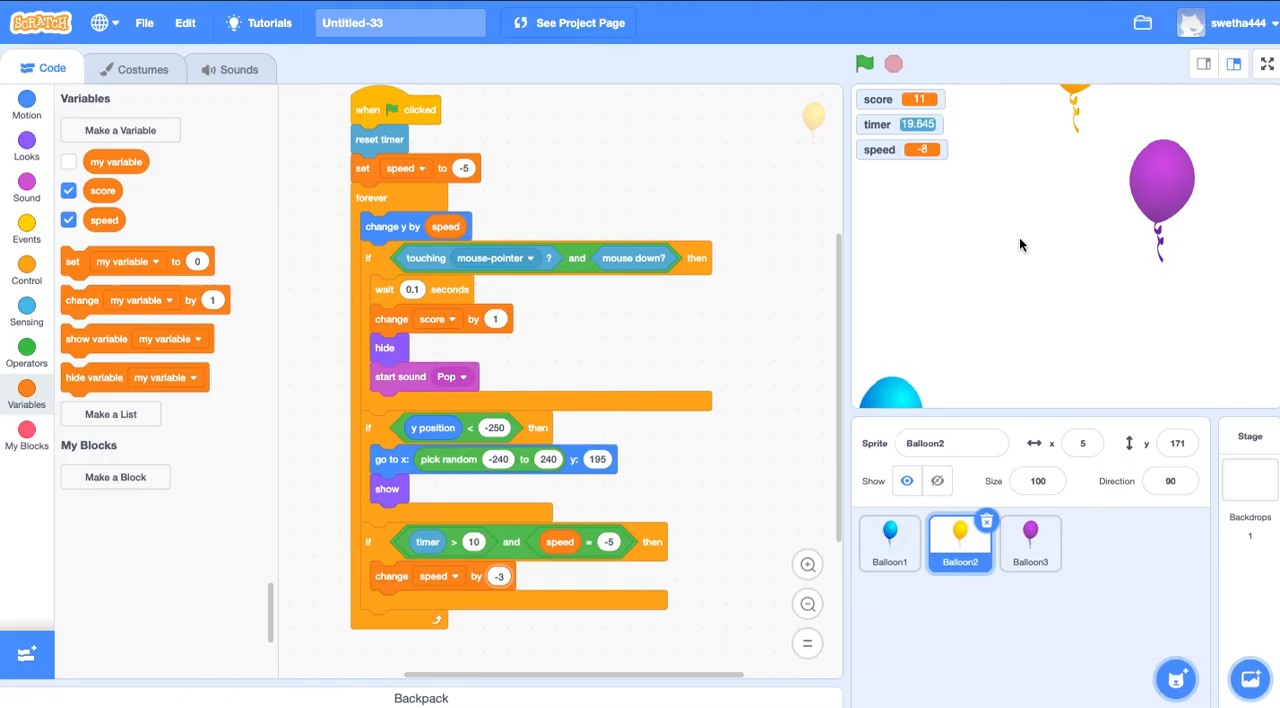 SCRATCH File Edit Tutorials Untitled-33 See Project Page swetha444
Code Costumes Sounds
Motion
Looks
Sound
Events
Control
Sensing
Operators
Variables
My Blocks
Variables
Make a Variable
my variable
score
speed
set my variable to 0
change my variable by 1
show variable my variable
hide variable my variable
Make a List
My Blocks
Make a Block
when clicked
reset timer
set speed to -5
forever
change y by speed
if touching mouse-pointer ? and mouse down? then
wait 0.1 seconds
change score by 1
hide
start sound Pop
if y position < -250 then
go to x: pick random -240 to 240 y: 195
show
if timer > 10 and speed = -5 then
change speed by -3
Backpack
score 11
timer 19.645
speed -8
Sprite Balloon2 x 5 y 171
Show Size 100 Direction 90
Balloon1 Balloon2 Balloon3
Stage
Backdrops
1